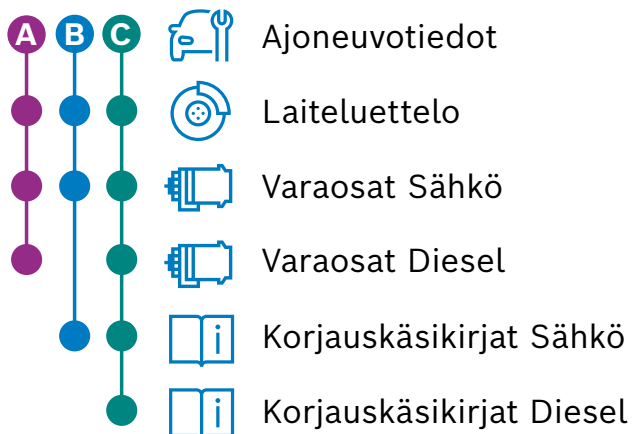 A B C Ajoneuvotiedot
Laiteluettelo
Varaosat Sähkö
Varaosat Diesel
i Korjauskäsikirjat Sähkö
i Korjauskäsikirjat Diesel